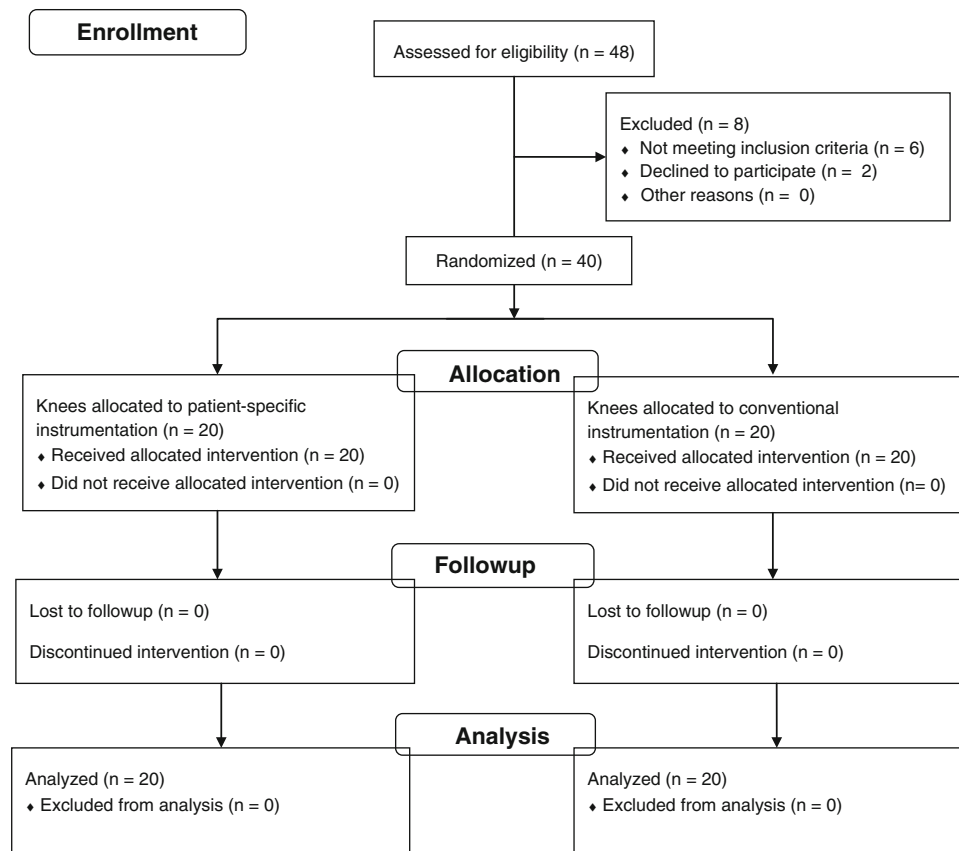 Enrollment
Assessed for eligibility (n = 48)
Excluded (n = 8)
♦ Not meeting inclusion criteria (n = 6)
♦ Declined to participate (n = 2)
♦ Other reasons (n = 0)
Randomized (n = 40)
Allocation
Knees allocated to patient-specific
instrumentation (n = 20)
♦ Received allocated intervention (n = 20)
♦ Did not receive allocated intervention (n = 0)
Knees allocated to conventional
instrumentation (n = 20)
♦ Received allocated intervention (n = 20)
♦ Did not receive allocated intervention (n= 0)
Followup
Lost to followup (n = 0)
Discontinued intervention (n = 0)
Lost to followup (n = 0)
Discontinued intervention (n = 0)
Analysis
Analyzed (n = 20)
♦ Excluded from analysis (n = 0)
Analyzed (n = 20)
♦ Excluded from analysis (n = 0)